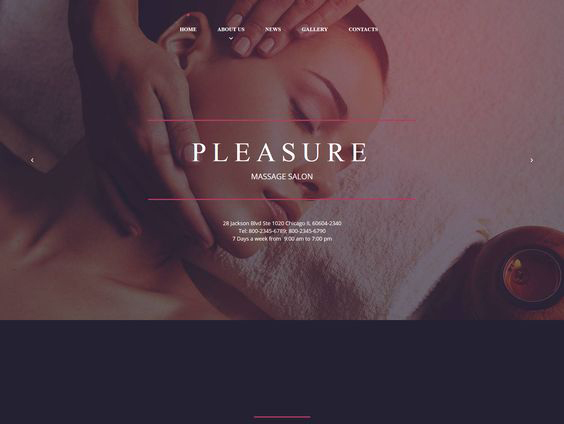 HOME ABOUT US NEWS GALLERY CONTACTS
PLEASURE
MASSAGE SALON
28 Jackson Blvd Ste 1020 Chicago IL 60604-2340
Tel: 800-2345-6789; 800-2345-6790
7 Days a week from 9:00 am to 7:00 pm